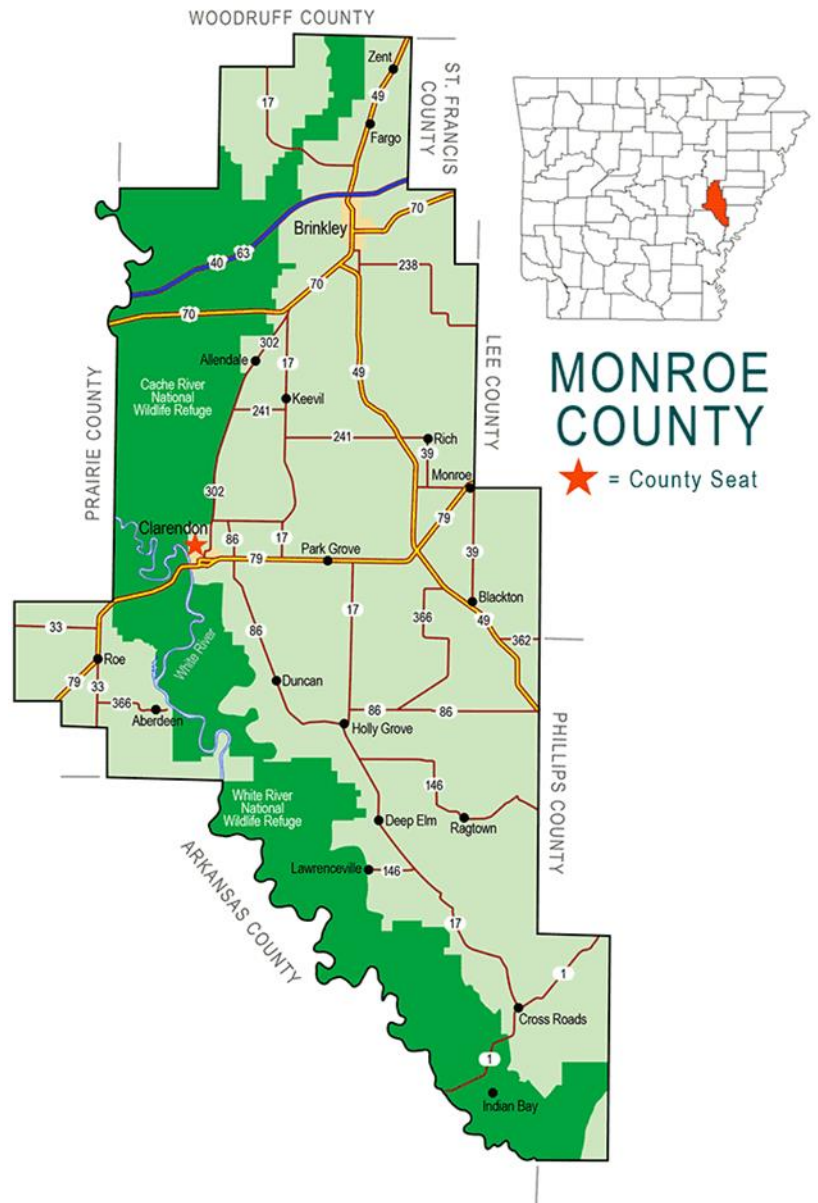 WOODRUFF COUNTY
Zent
ST. FRANCIS
COUNTY
17
49
Fargo
70
Brinkley
63
40
70
238
70
70
302
Allendale
17
LEE COUNTY
49
Cache River
National
Wildlife Refuge
Keevil
241
241
Rich
39
Monroe
PRAIRIE COUNTY
302
79
Clarendon
86
17
Park Grove
39
79
Blackton
17
366
49
33
86
362
White River
Roe
Duncan
79
33
366
Aberdeen
86
86
Holly Grove
PHILLIPS COUNTY
146
White River
National
Wildlife Refuge
Deep Elm
Ragtown
ARKANSAS COUNTY
Lawrenceville
146
17
1
Cross Roads
1
Indian Bay
MONROE
COUNTY
= County Seat